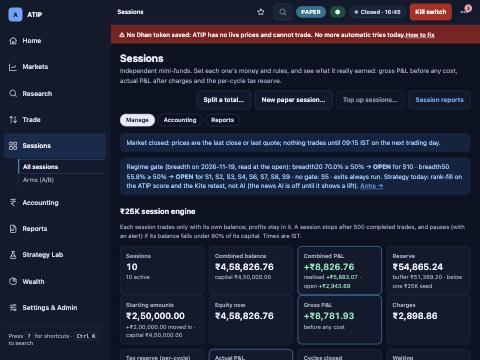 A ATIP
Home
Markets
Research
Trade
Sessions
All sessions
Arms (A/B)
Accounting
Reports
Strategy Lab
Wealth
Settings & Admin
Press ? for shortcuts · Ctrl K
to search
Sessions
PAPER
Closed · 16:45
Kill switch
No Dhan token saved: ATIP has no live prices and cannot trade. No more automatic tries today. How to fix
Sessions
Independent mini-funds. Set each one's money and rules, and see what it really earned: gross P&L before any cost,
actual P&L after charges and the per-cycle tax reserve.
Split a total...
New paper session...
Top up sessions...
Session reports
Manage
Accounting
Reports
Market closed: prices are the last close or last quote; nothing trades until 09:15 IST on the next trading day.
Regime gate (breadth on 2026-11-19, read at the open): breadth20 70.0% ≥ 50% → OPEN for S10 · breadth50
55.8% ≥ 50% → OPEN for S1, S2, S3, S4, S6, S7, S8, S9 · no gate: S5 · exits always run. Strategy today: rank-fill on
the ATIP score and the Kite retest, not AI (the news AI is off until it shows a lift). Arms →
₹25K session engine
Each session trades only with its own balance; profits stay in it. A session stops after 500 completed trades, and pauses (with
an alert) if its balance falls under 80% of its capital. Times are IST.
Sessions
10
10 active
Combined balance
₹4,58,826.76
capital ₹4,50,000.00
Combined P&L
+₹8,826.76
realised +₹5,883.07 ·
open +₹2,943.69
Reserve
₹54,865.24
buffer ₹51,369.20 · below
one ₹25K seed
Starting amounts
₹2,50,000.00
+₹2,00,000.00 moved in ·
capital ₹4,50,000.00
Equity now
₹4,58,826.76
Gross P&L
+₹8,781.93
before any cost
Charges
₹2,898.86
Tax reserve (per-cycle)
Actual P&L
Cycles closed
Waiting